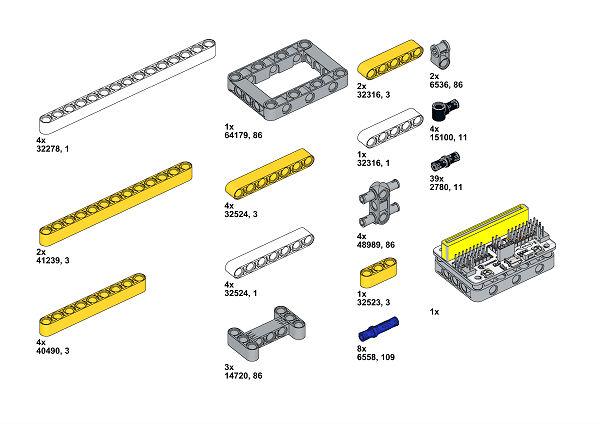 4x
32278, 1
2x
41239, 3
4x
40490, 3
1x
64179, 86
4x
32524, 3
4x
32524, 1
3x
14720, 86
2x
32316, 3
1x
32316, 1
4x
48989, 86
1x
32523, 3
8x
6558, 109
2x
6536, 86
4x
15100, 11
39x
2780, 11
1x